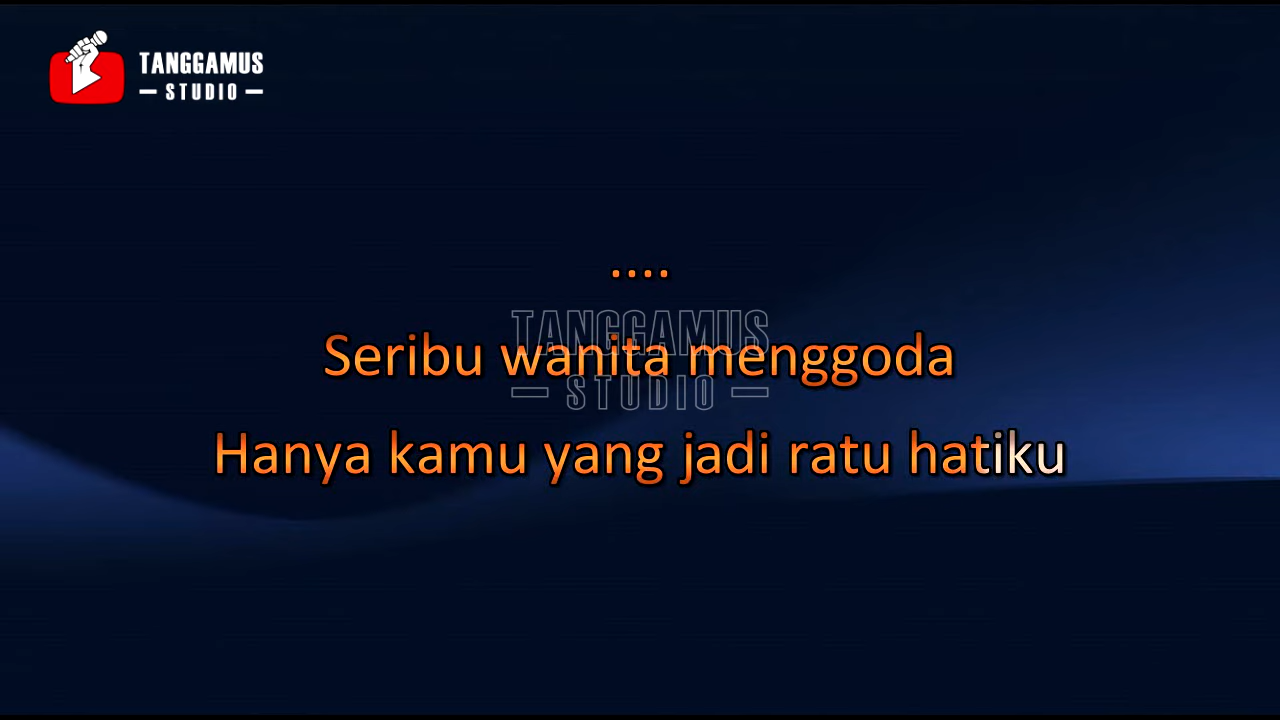 TANGGAMUS
STUDIO
....
TANGGAMUS
Seribu wanita menggoda
STUDIO
Hanya kamu yang jadi ratu hatiku